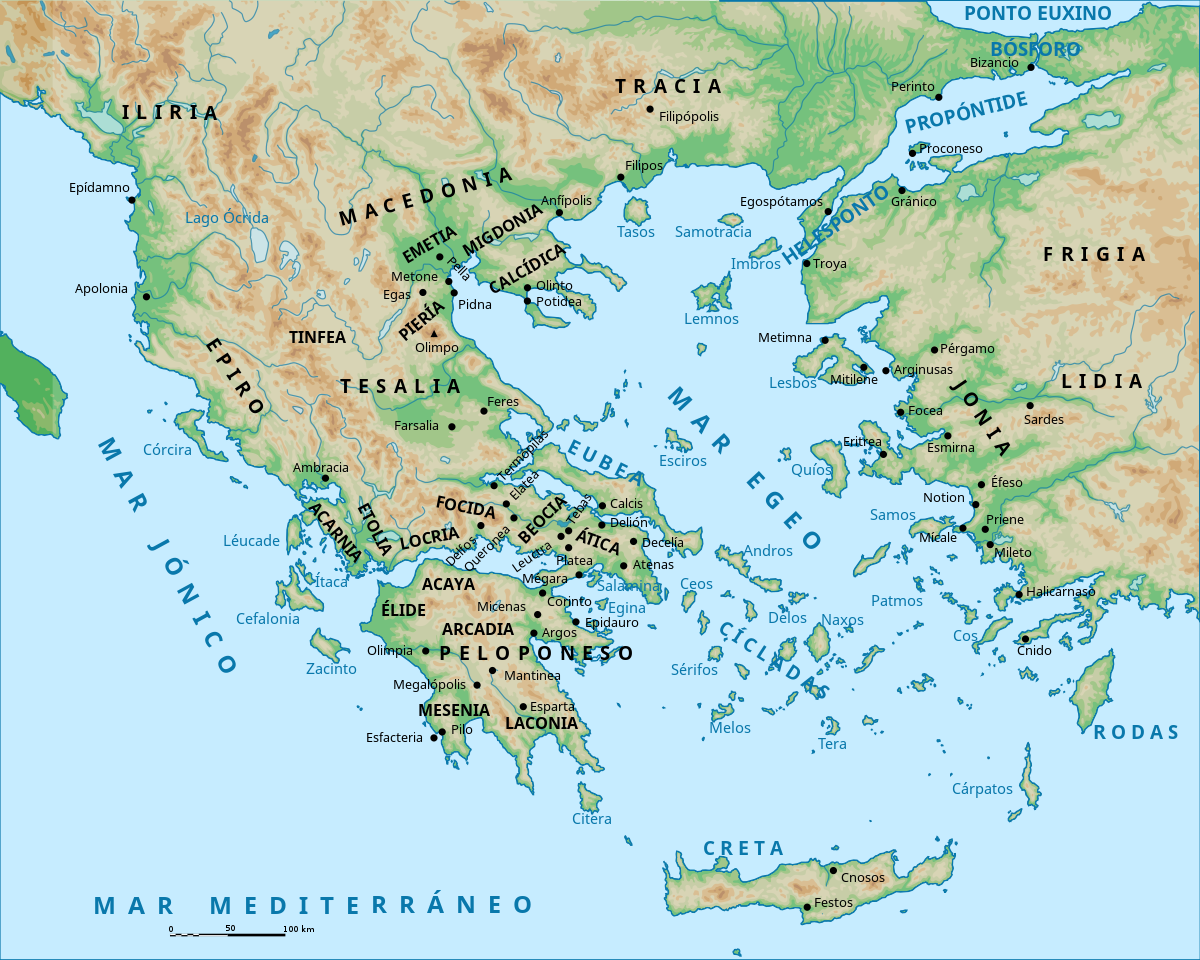 PONTO EUXINO
BÓSFORO
Bizancio
TRACIA
Perinto
PROPÓNTIDE
ILIRIA
Filipópolis
Proconeso
Filipos
Epídamno
MACEDONIA
Anfípolis
Egospótamos
Gránico
Lago Ócrida
Tasos
Samotracia
HELESPONTO
EMETIA
MIGDONIA
FRIGIA
Imbros
Troya
Pella
CALCÍDICA
Metone
Olinto
Apolonia
Egas
Pidna
Potidea
Lemnos
PIERÍA
TINFEA
Olimpo
Metimna
Pérgamo
EPIRO
TESALIA
Lesbos
Mitilene
Arginusas
LIDIA
Feres
MAR EGEO
JONIA
Farsalia
Focea
Sardes
Córcira
Termópilas
EUBEA
Esciros
Eritrea
Esmirna
MAR JÓNICO
Ambracia
Elatea
Quíos
Éfeso
FOCIDA
Tebas
Calcis
Notion
ACARNIA
ETOLIA
BEOCIA
Delión
Samos
Priene
Léucade
LOCRIA
Delfos
Queronea
Leuctra
ÁTICA
Decelia
Mícale
Mileto
Platea
Andros
Atenas
Ítaca
ACAYA
Megara
Salamina
Ceos
Halicarnaso
Cefalonia
ÉLIDE
Micenas
Corinto
Egina
Patmos
ARCADIA
Epidauro
Delos
Naxos
Argos
CÍCLADAS
Cos
Olimpia
PELOPONESO
Cnido
Zacinto
Mantinea
Sérifos
Megalópolis
MESENIA
Esparta
LACONIA
Melos
Esfacteria
Pilo
Tera
RODAS
Cárpatos
Citera
CRETA
Cnosos
Festos
MAR MEDITERRÁNEO
0 50 100 km